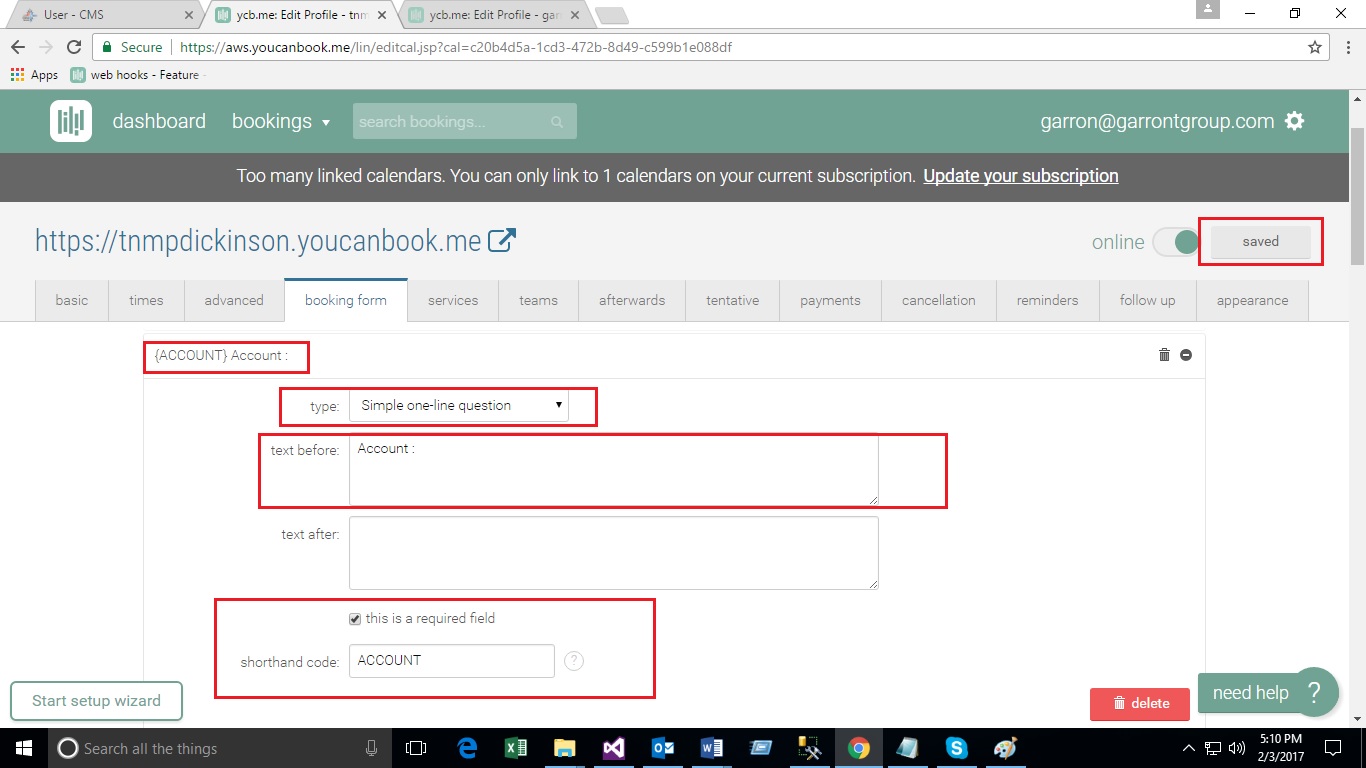 User - CMS
ycb.me: Edit Profile - tnm
ycb.me: Edit Profile - gar
Secure https://aws.youcanbook.me/lin/editcal.jsp?cal=c20b4d5a-1cd3-472b-8d49-c599b1e088df
Apps web hooks - Feature
dashboard bookings search bookings... garron@garrontgroup.com
Too many linked calendars. You can only link to 1 calendars on your current subscription. Update your subscription
https://tnmpdickinson.youcanbook.me online saved
basic times advanced booking form services teams afterwards tentative payments cancellation reminders follow up appearance
{ACCOUNT} Account :
type: Simple one-line question
text before: Account :
text after:
this is a required field
shorthand code: ACCOUNT ?
Start setup wizard delete need help ?
Search all the things 5:10 PM
2/3/2017